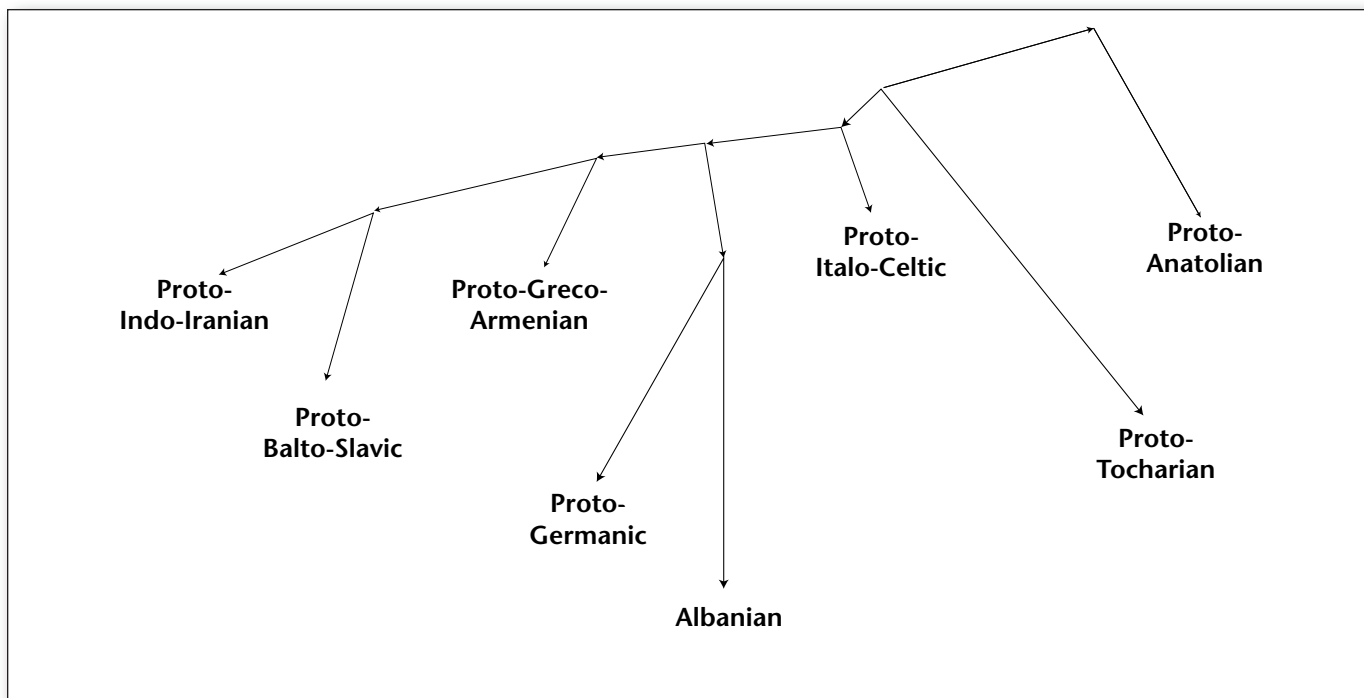 Proto-
Italo-Celtic
Proto-
Anatolian
Proto-
Indo-Iranian
Proto-Greco-
Armenian
Proto-
Balto-Slavic
Proto-
Tocharian
Proto-
Germanic
Albanian